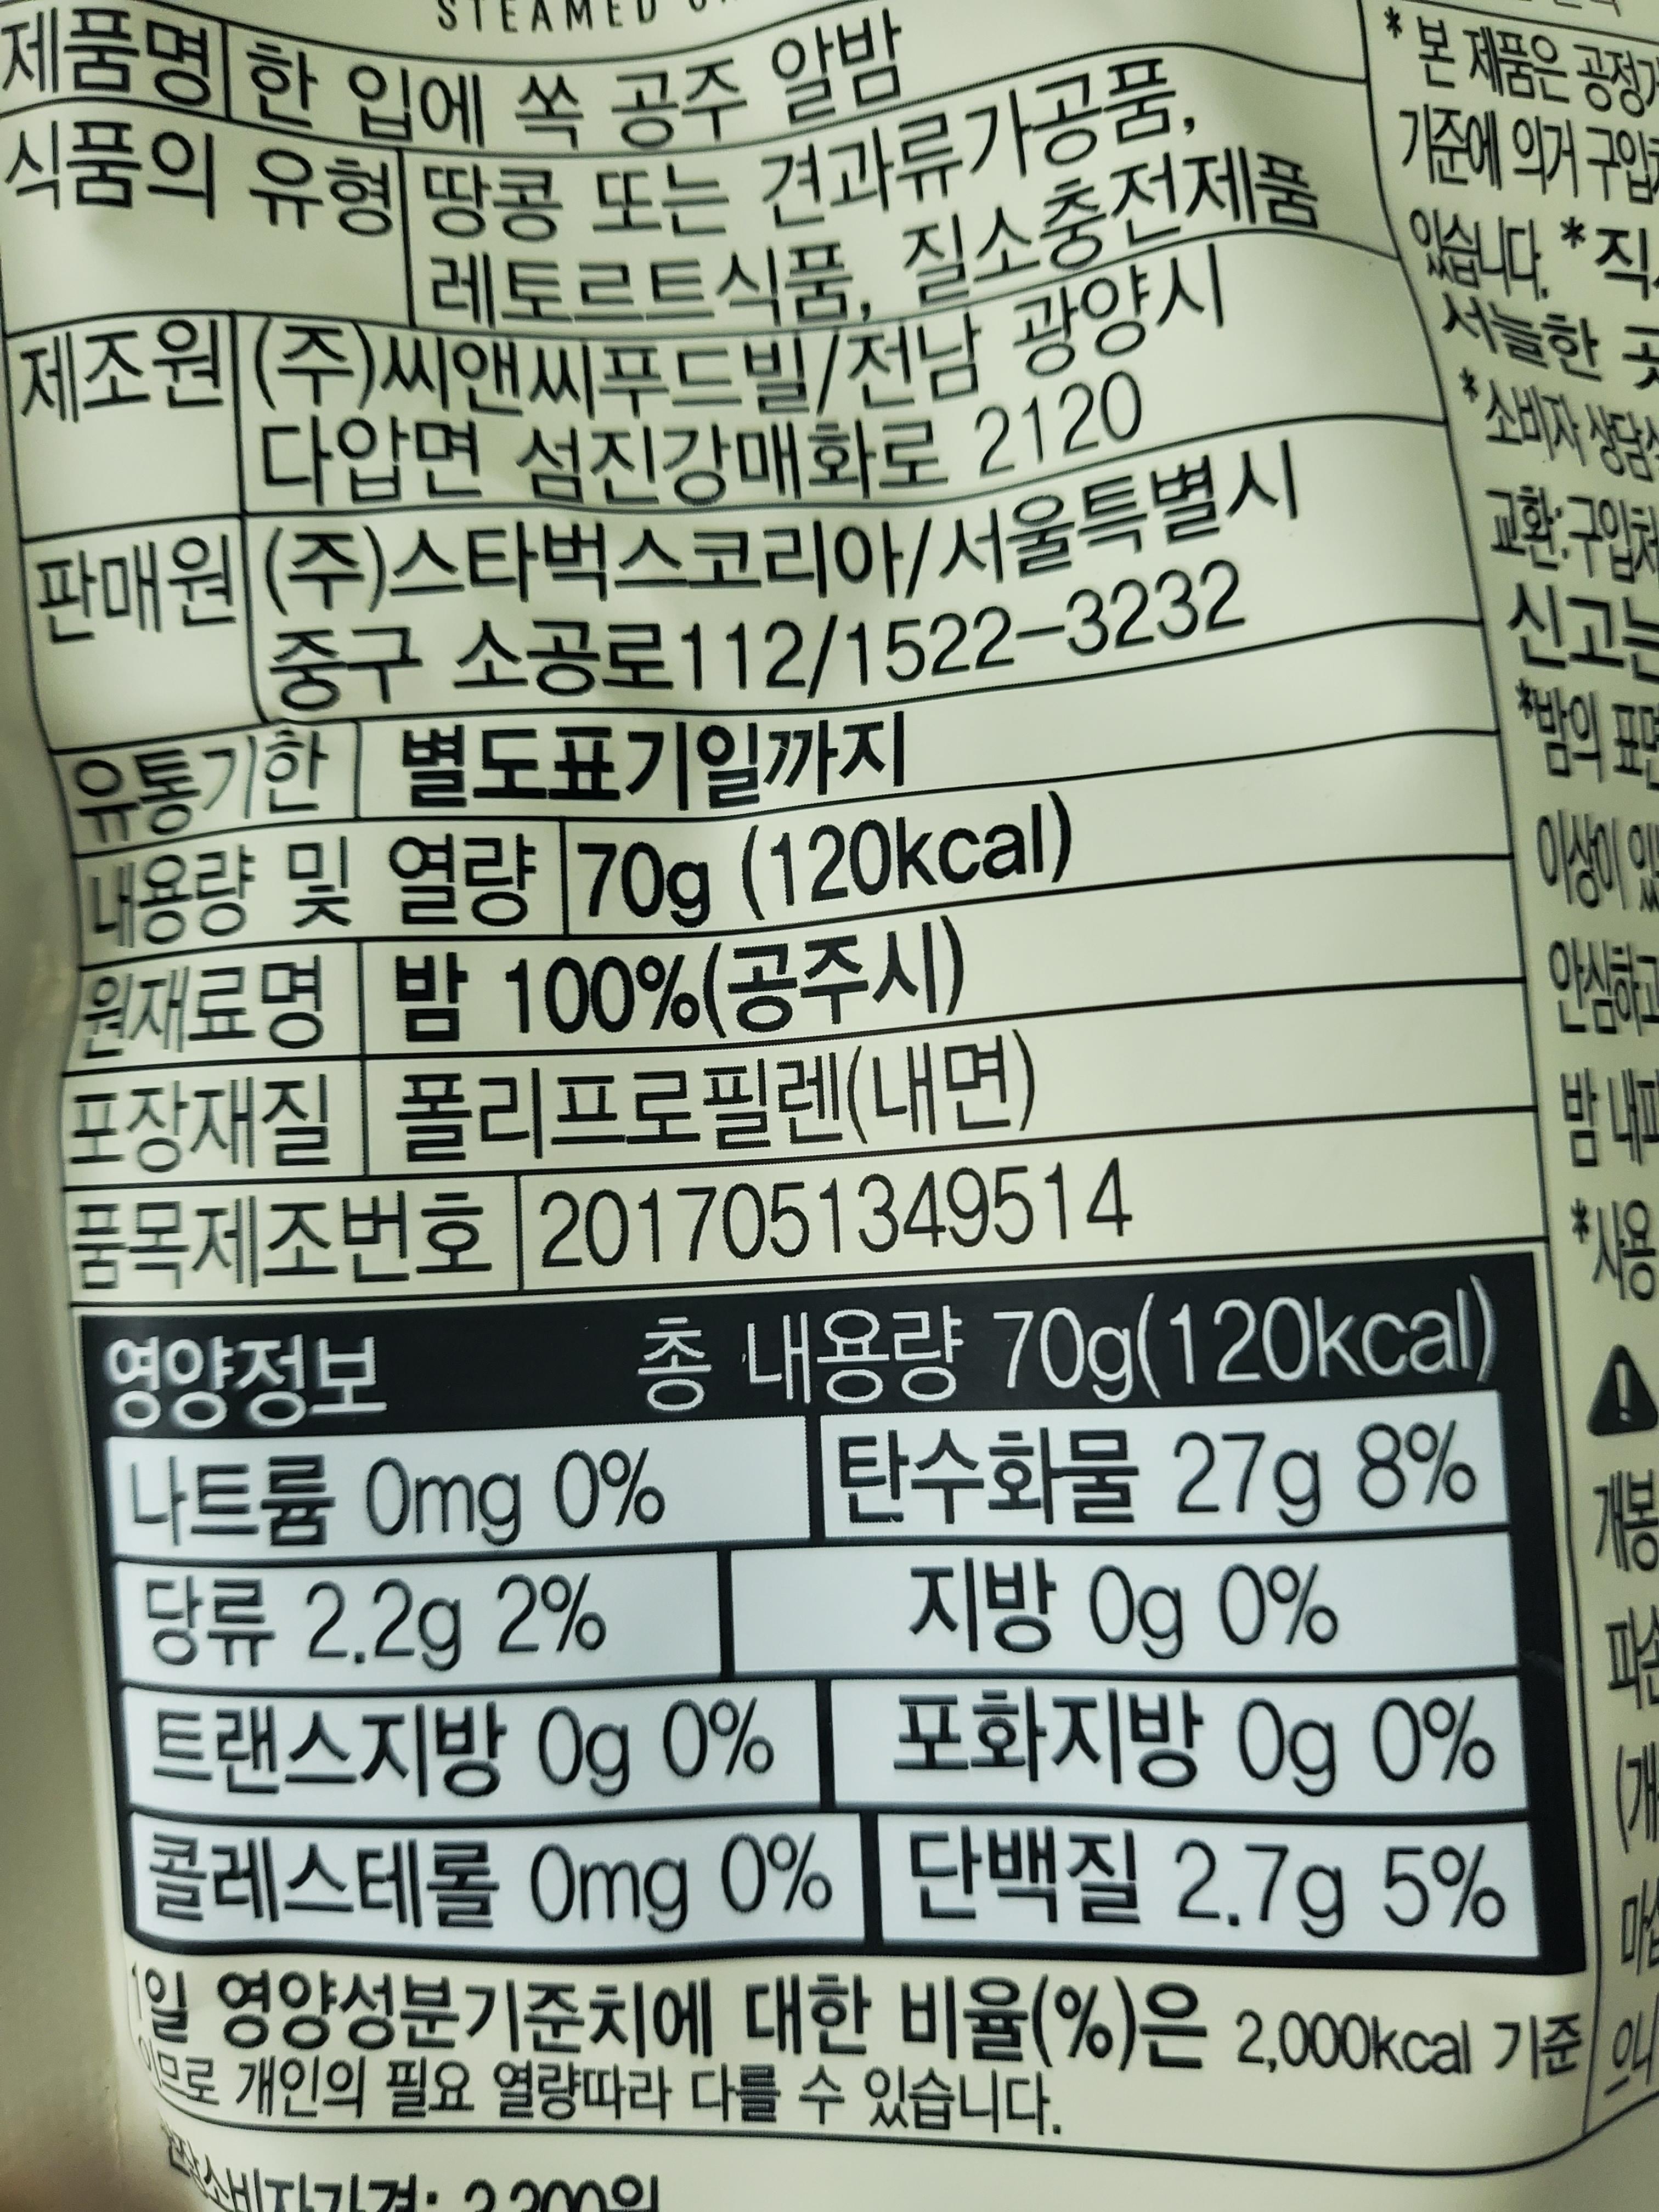 STEAMED
제품명 한 입에 쏙 공주 알밤
식품의 유형 땅콩 또는 견과류가공품,
레토르트식품, 질소충전제품
제조원 (주)씨앤씨푸드빌/전남 광양시
다압면 섬진강매화로 2120
판매원 (주)스타벅스코리아/서울특별시
중구 소공로112/1522-3232
유통기한 별도표기일까지
내용량 및 열량 70g (120kcal)
원재료명 밤 100%(공주시)
포장재질 폴리프로필렌(내면)
품목제조번호 2017051349514
영양정보 총 내용량 70g(120kcal)
나트륨 0mg 0% 탄수화물 27g 8%
당류 2.2g 2% 지방 0g 0%
트랜스지방 0g 0% 포화지방 0g 0%
콜레스테롤 0mg 0% 단백질 2.7g 5%
1일 영양성분기준치에 대한 비율(%)은 2,000kcal 기준
이므로 개인의 필요 열량따라 다를 수 있습니다.
* 본 제품은 공정거
기준에 의거 구입
있습니다. * 직
서늘한 곳
* 소비자 상담
교환:구입처
신고는
*밤의 표면
이상이 있
안심하고
밤 내부
*사용
개봉